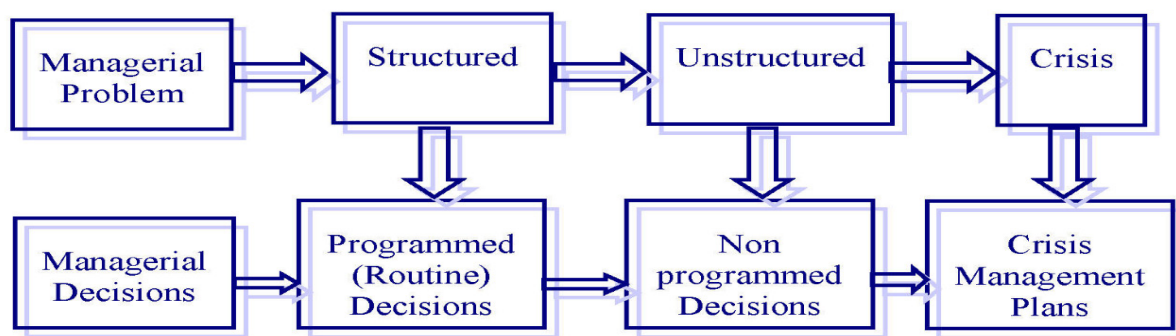 Managerial
Problem
Structured
Unstructured
Crisis
Managerial
Decisions
Programmed
(Routine)
Decisions
Non
programmed
Decisions
Crisis
Management
Plans